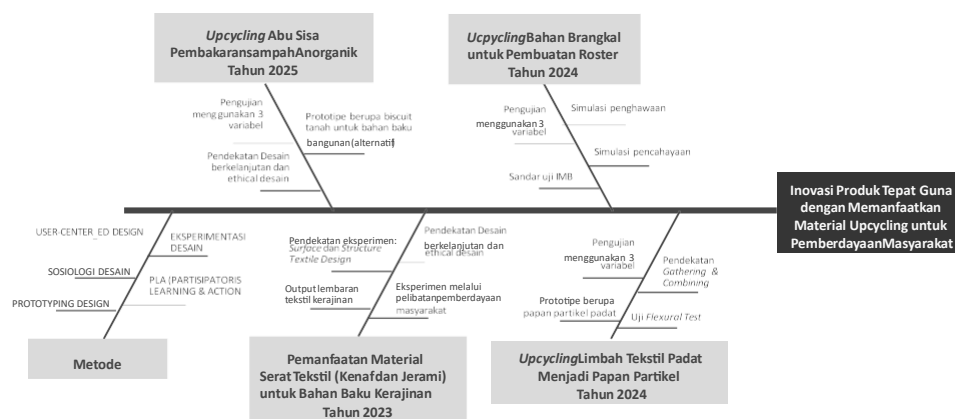 Upcycling Abu Sisa
PembakaransampahAnorganik
Tahun 2025
UcpyclingBahan Brangkal
untuk Pembuatan Roster
Tahun 2024
Pengujian
menggunakan 3
variabel
Prototipe berupa biscuit
tanah untuk bahan baku
bangunan (alternatif)
Pendekatan Desain
berkelanjutan dan
ethical desain
Pengujian
menggunakan 3
variabel
Simulasi penghawaan
Simulasi pencahayaan
Sandar uji IMB
Inovasi Produk Tepat Guna
dengan Memanfaatkan
Material Upcycling untuk
PemberdayaanMasyarakat
USER-CENTER_ED DESIGN
EKSPERIMENTASI
DESAIN
SOSIOLOGI DESAIN
PLA (PARTISIPATORIS
LEARNING & ACTION
PROTOTYPING DESIGN
Metode
Pendekatan eksperimen:
Surface dan Structure
Textile Design
Pendekatan Desain
berkelanjutan dan
ethical desain
Output lembaran
tekstil kerajinan
Eksperimen melalui
pelibatanpemberdayaan
masyarakat
Pemanfaatan Material
Serat Tekstil (Kenafdan Jerami)
untuk Bahan Baku Kerajinan
Tahun 2023
Pengujian
menggunakan 3
variabel
Pendekatan
Gathering &
Combining
Prototipe berupa
papan partikel padat
Uji Flexural Test
UpcyclingLimbah Tekstil Padat
Menjadi Papan Partikel
Tahun 2024